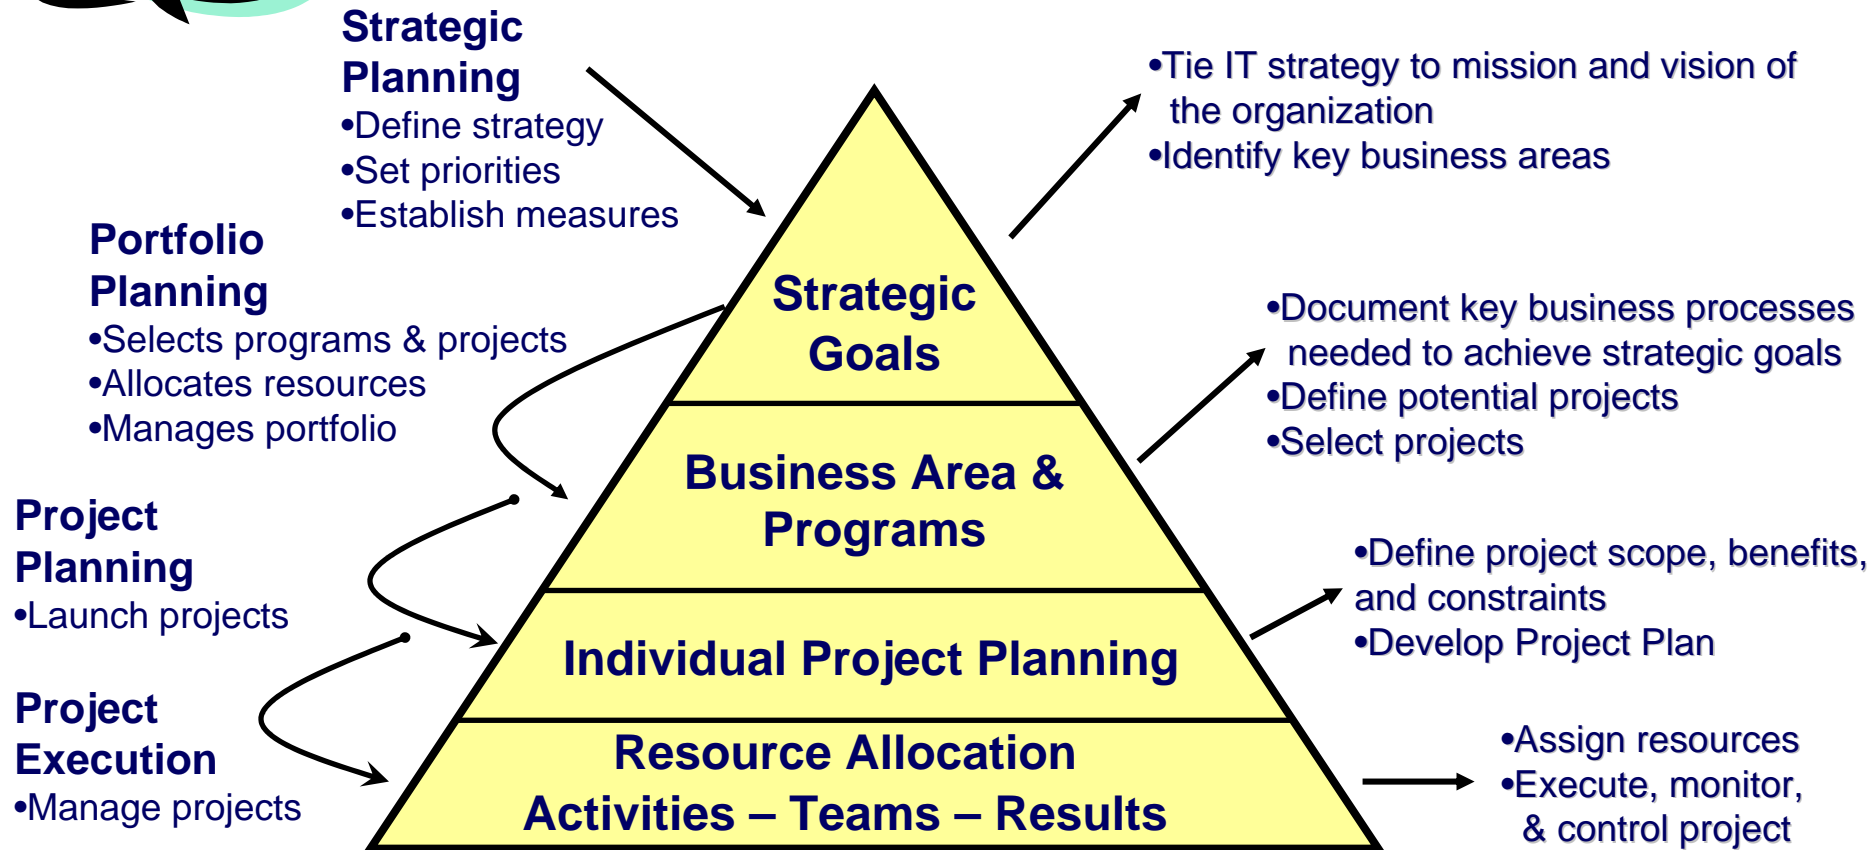 Strategic
Planning
•Define strategy
•Set priorities
•Establish measures
•Tie IT strategy to mission and vision of
the organization
•Identify key business areas
Portfolio
Planning
•Selects programs & projects
•Allocates resources
•Manages portfolio
Strategic
Goals
•Document key business processes
needed to achieve strategic goals
•Define potential projects
•Select projects
Business Area &
Programs
Project
Planning
•Launch projects
Individual Project Planning
•Define project scope, benefits,
and constraints
•Develop Project Plan
Project
Execution
•Manage projects
Resource Allocation
Activities – Teams – Results
•Assign resources
•Execute, monitor,
& control project